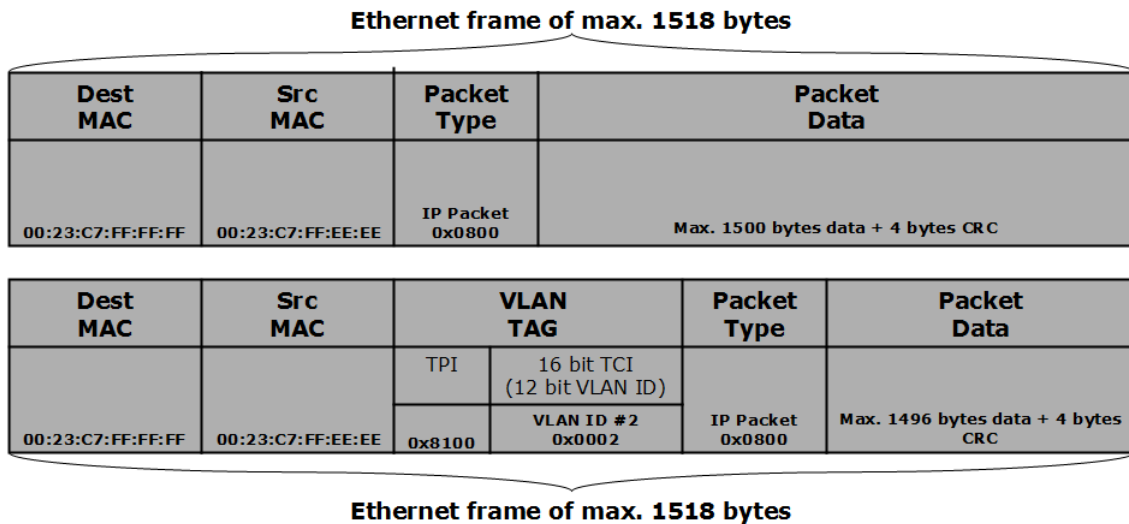 Ethernet frame of max. 1518 bytes
Dest
MAC
Src
MAC
Packet
Type
Packet
Data
00:23:C7:FF:FF:FF
00:23:C7:FF:EE:EE
IP Packet
0x0800
Max. 1500 bytes data + 4 bytes CRC
Dest
MAC
Src
MAC
VLAN
TAG
Packet
Type
Packet
Data
00:23:C7:FF:FF:FF
00:23:C7:FF:EE:EE
TPI
16 bit TCI
(12 bit VLAN ID)
0x8100
VLAN ID #2
0x0002
IP Packet
0x0800
Max. 1496 bytes data + 4 bytes
CRC
Ethernet frame of max. 1518 bytes